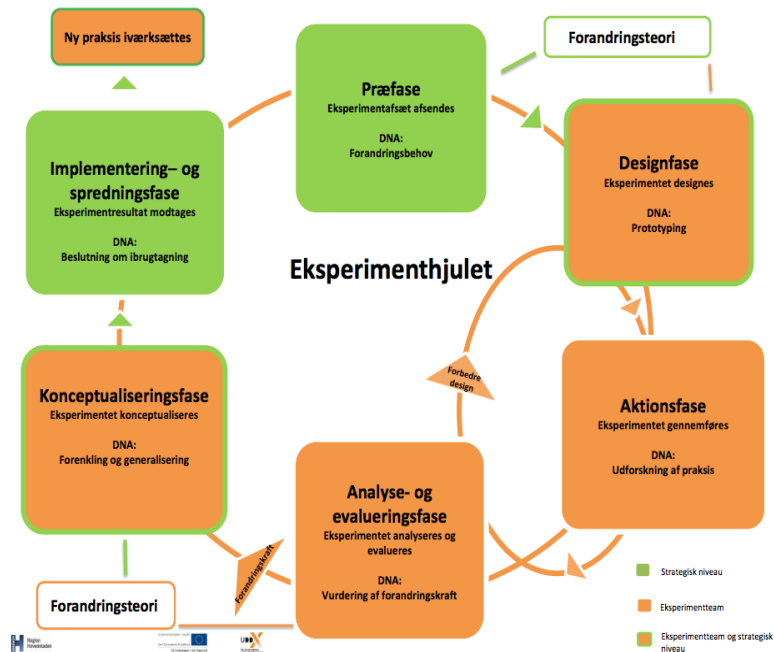 Ny praksis iværksættes
Præfase
Eksperimentafsæt afsendes
DNA:
Forandringsbehov
Forandringsteori
Designfase
Eksperimentet designes
DNA:
Prototyping
Implementering– og
spredningsfase
Eksperimentresultat modtages
DNA:
Beslutning om ibrugtagning
Eksperimenthjulet
Forbedre
design
Aktionsfase
Eksperimentet gennemføres
DNA:
Udforskning af praksis
Konceptualiseringsfase
Eksperimentet konceptualiseres
DNA:
Forenkling og generalisering
Analyse- og
evalueringsfase
Eksperimentet analyseres og
evalueres
DNA:
Vurdering af forandringskraft
Forandringskraft
Forandringsteori
Strategisk niveau
Eksperimentteam
Eksperimentteam og strategisk
niveau
Region
Hovedstaden
UDDX